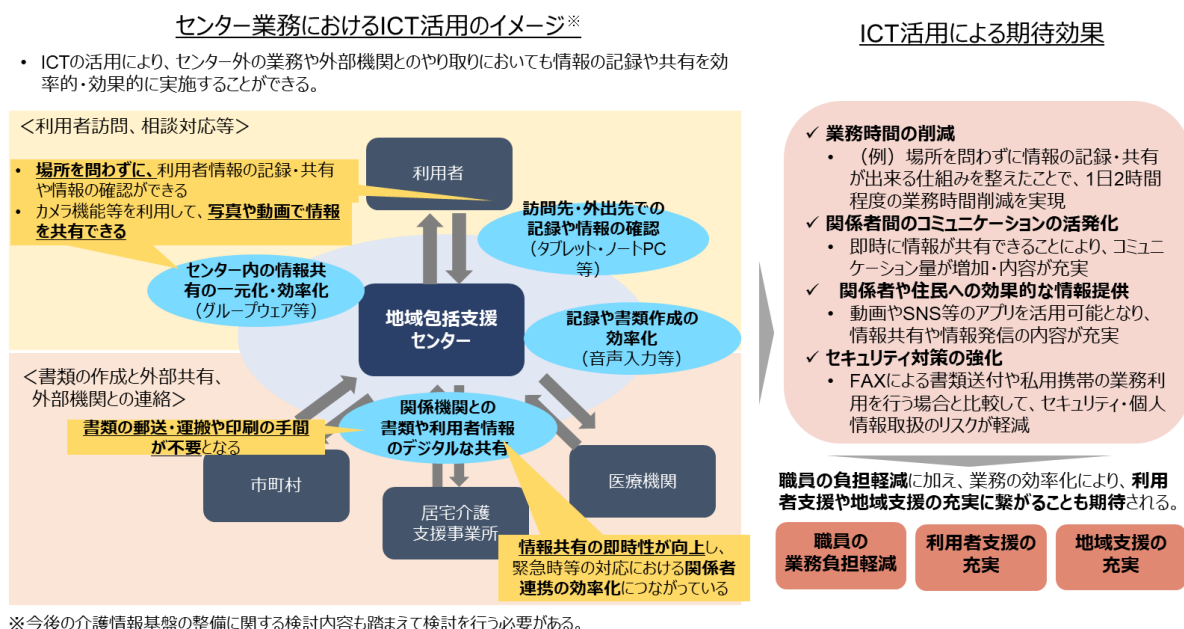 センター業務におけるICT活用のイメージ※
• ICTの活用により、センター外の業務や外部機関とのやり取りにおいても情報の記録や共有を効
率的・効果的に実施することができる。
＜利用者訪問、相談対応等＞
• 場所を問わずに、利用者情報の記録・共有
や情報の確認ができる
• カメラ機能等を利用して、写真や動画で情報
を共有できる
利用者
訪問先・外出先での
記録や情報の確認
（タブレット・ノートPC
等）
センター内の情報共
有の一元化・効率化
（グループウェア等）
地域包括支援
センター
記録や書類作成の
効率化
（音声入力等）
＜書類の作成と外部共有、
外部機関との連絡＞
関係機関との
書類や利用者情報
のデジタルな共有
書類の郵送・運搬や印刷の手間
が不要となる
市町村
居宅介護
支援事業所
医療機関
情報共有の即時性が向上し、
緊急時等の対応における関係者
連携の効率化につながっている
※今後の介護情報基盤の整備に関する検討内容も踏まえて検討を行う必要がある。
ICT活用による期待効果
✓ 業務時間の削減
• （例）場所を問わずに情報の記録・共有
が出来る仕組みを整えたことで、1日2時間
程度の業務時間削減を実現
✓ 関係者間のコミュニケーションの活発化
• 即時に情報が共有できることにより、コミュニ
ケーション量が増加・内容が充実
✓ 関係者や住民への効果的な情報提供
• 動画やSNS等のアプリを活用可能となり、
情報共有や情報発信の内容が充実
✓ セキュリティ対策の強化
• FAXによる書類送付や私用携帯の業務利
用を行う場合と比較して、セキュリティ・個人
情報取扱のリスクが軽減
職員の負担軽減に加え、業務の効率化により、利用
者支援や地域支援の充実に繋がることも期待される。
職員の
業務負担軽減
利用者支援の
充実
地域支援の
充実